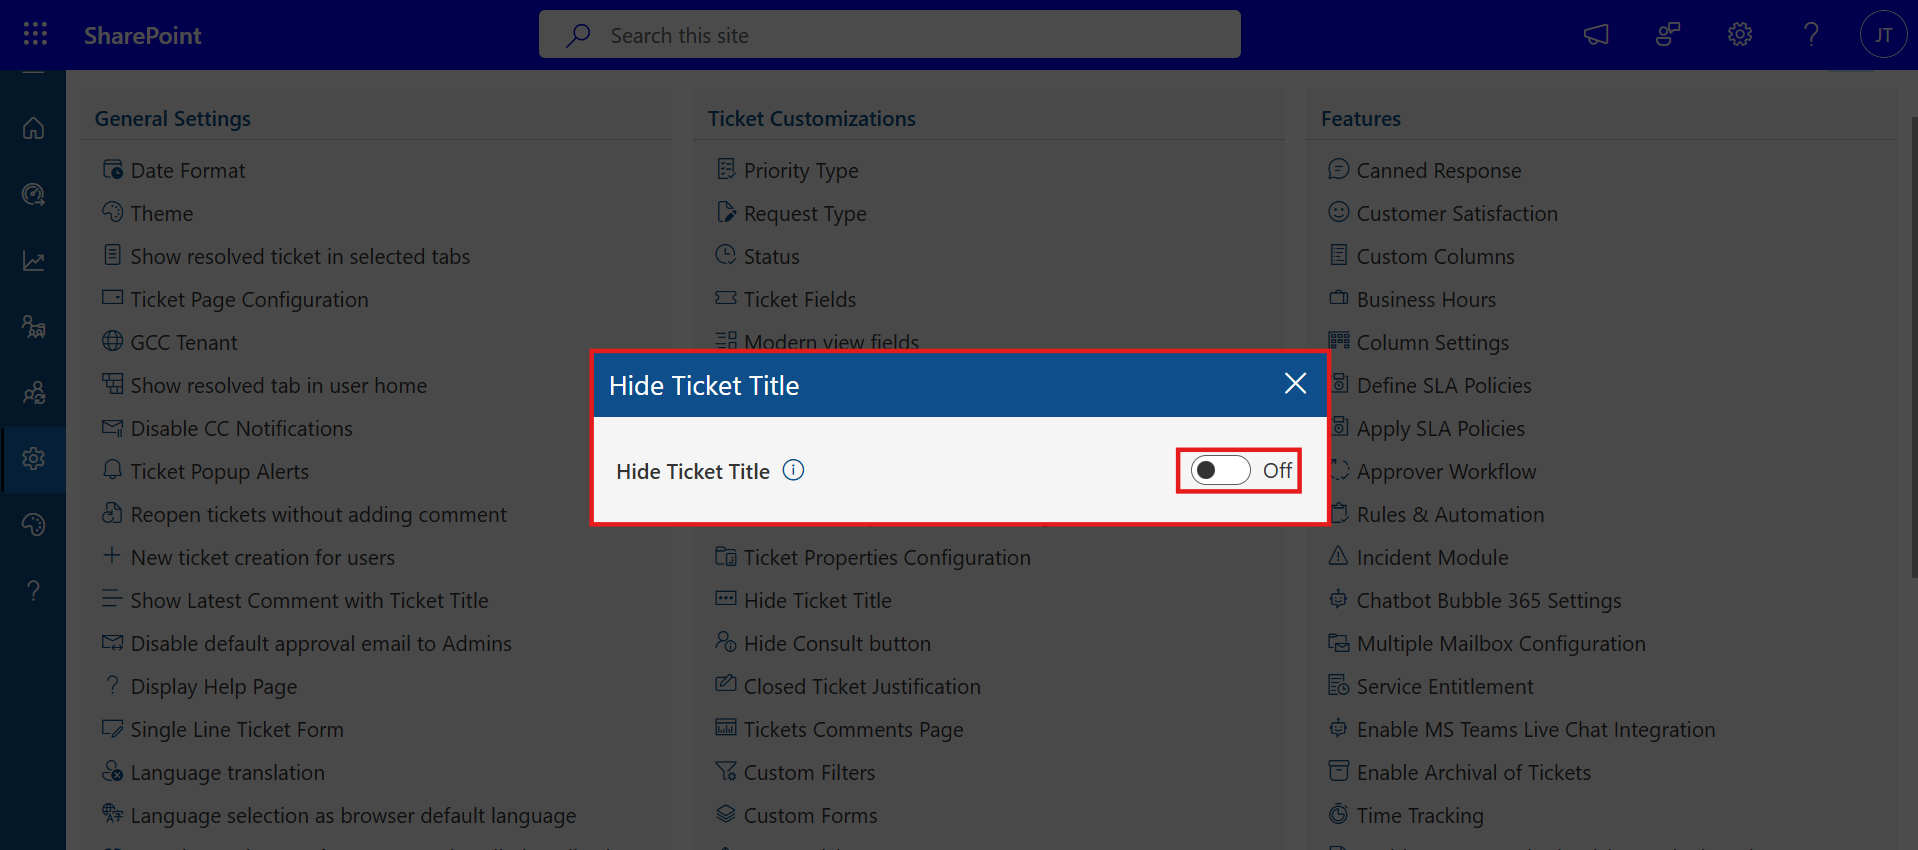 SharePoint
Search this site
JT
General Settings
Date Format
Theme
Show resolved ticket in selected tabs
Ticket Page Configuration
GCC Tenant
Show resolved tab in user home
Disable CC Notifications
Ticket Popup Alerts
Reopen tickets without adding comment
New ticket creation for users
Show Latest Comment with Ticket Title
Disable default approval email to Admins
Display Help Page
Single Line Ticket Form
Language translation
Language selection as browser default language
Ticket Customizations
Priority Type
Request Type
Status
Ticket Fields
Modern view fields
Hide Ticket Title
Hide Ticket Title
Off
Ticket Properties Configuration
Hide Ticket Title
Hide Consult button
Closed Ticket Justification
Tickets Comments Page
Custom Filters
Custom Forms
Features
Canned Response
Customer Satisfaction
Custom Columns
Business Hours
Column Settings
Define SLA Policies
Apply SLA Policies
Approver Workflow
Rules & Automation
Incident Module
Chatbot Bubble 365 Settings
Multiple Mailbox Configuration
Service Entitlement
Enable MS Teams Live Chat Integration
Enable Archival of Tickets
Time Tracking